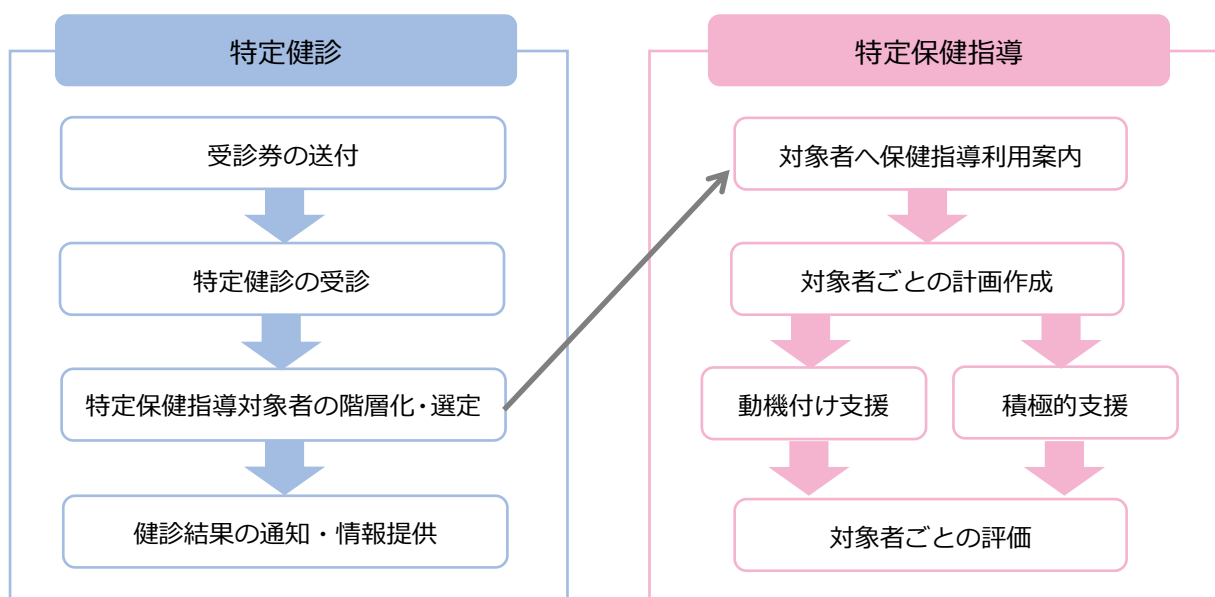 特定健診
受診券の送付
特定健診の受診
特定保健指導対象者の階層化・選定
健診結果の通知・情報提供
特定保健指導
対象者へ保健指導利用案内
対象者ごとの計画作成
動機付け支援
積極的支援
対象者ごとの評価